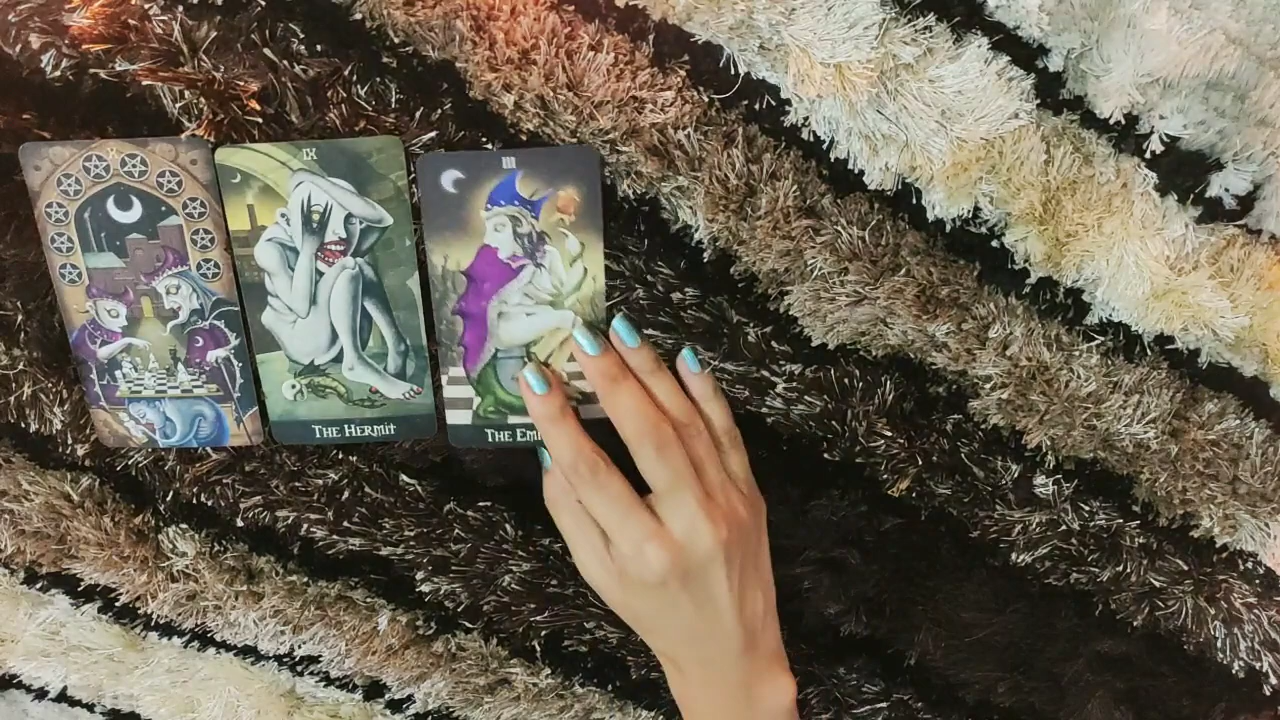 IX
THE HERMIT
III
THE EM